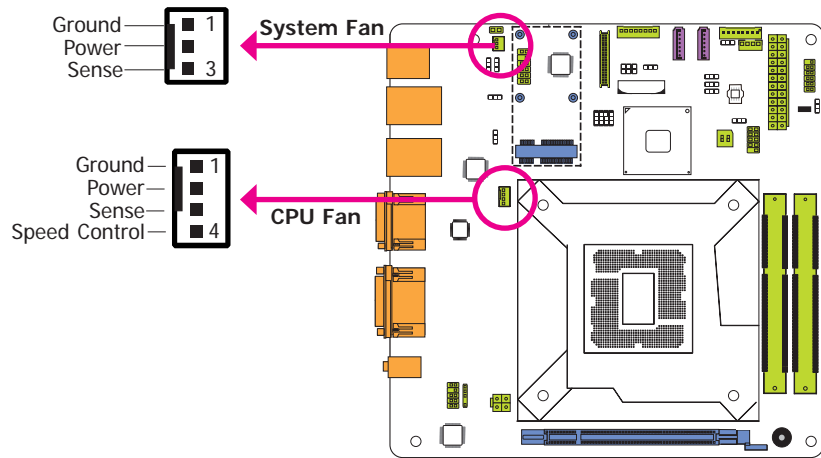 Ground 1
Power
Sense 3
System Fan
Ground 1
Power
Sense
Speed Control 4
CPU Fan